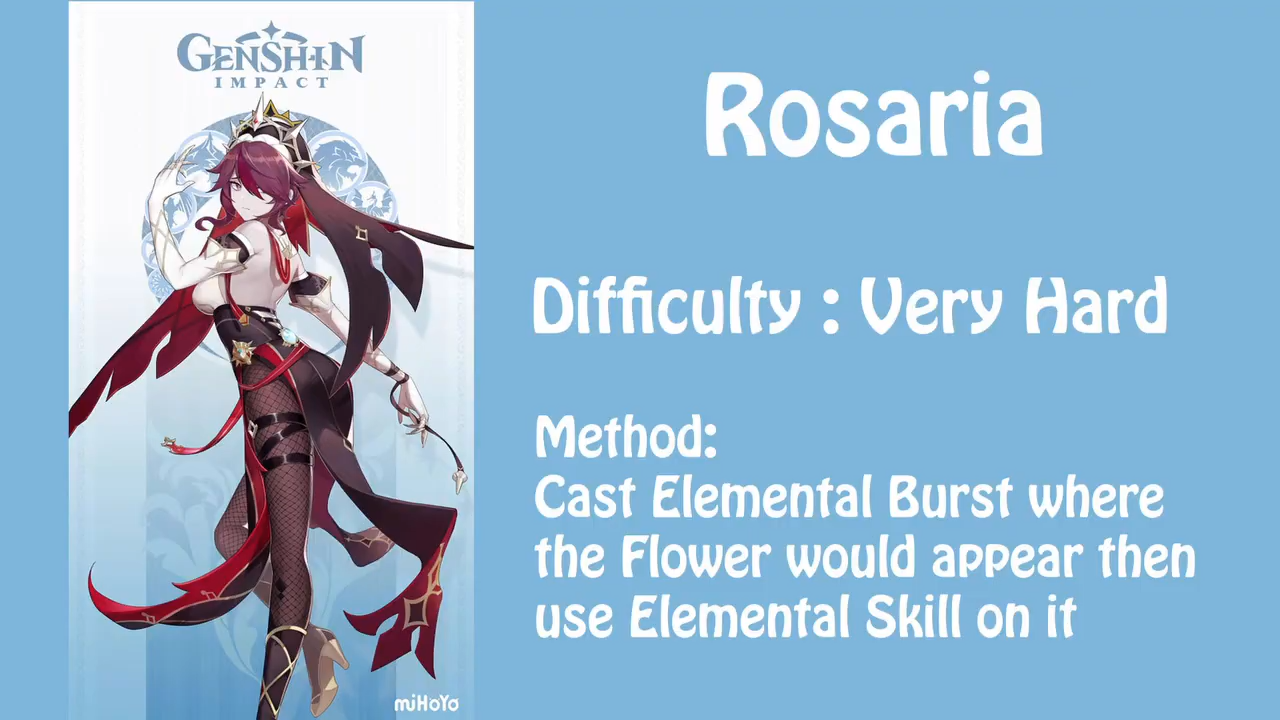 GENSHIN
IMPACT
Rosaria
Difficulty : Very Hard
Method:
Cast Elemental Burst where
the Flower would appear then
use Elemental Skill on it
miHoYo